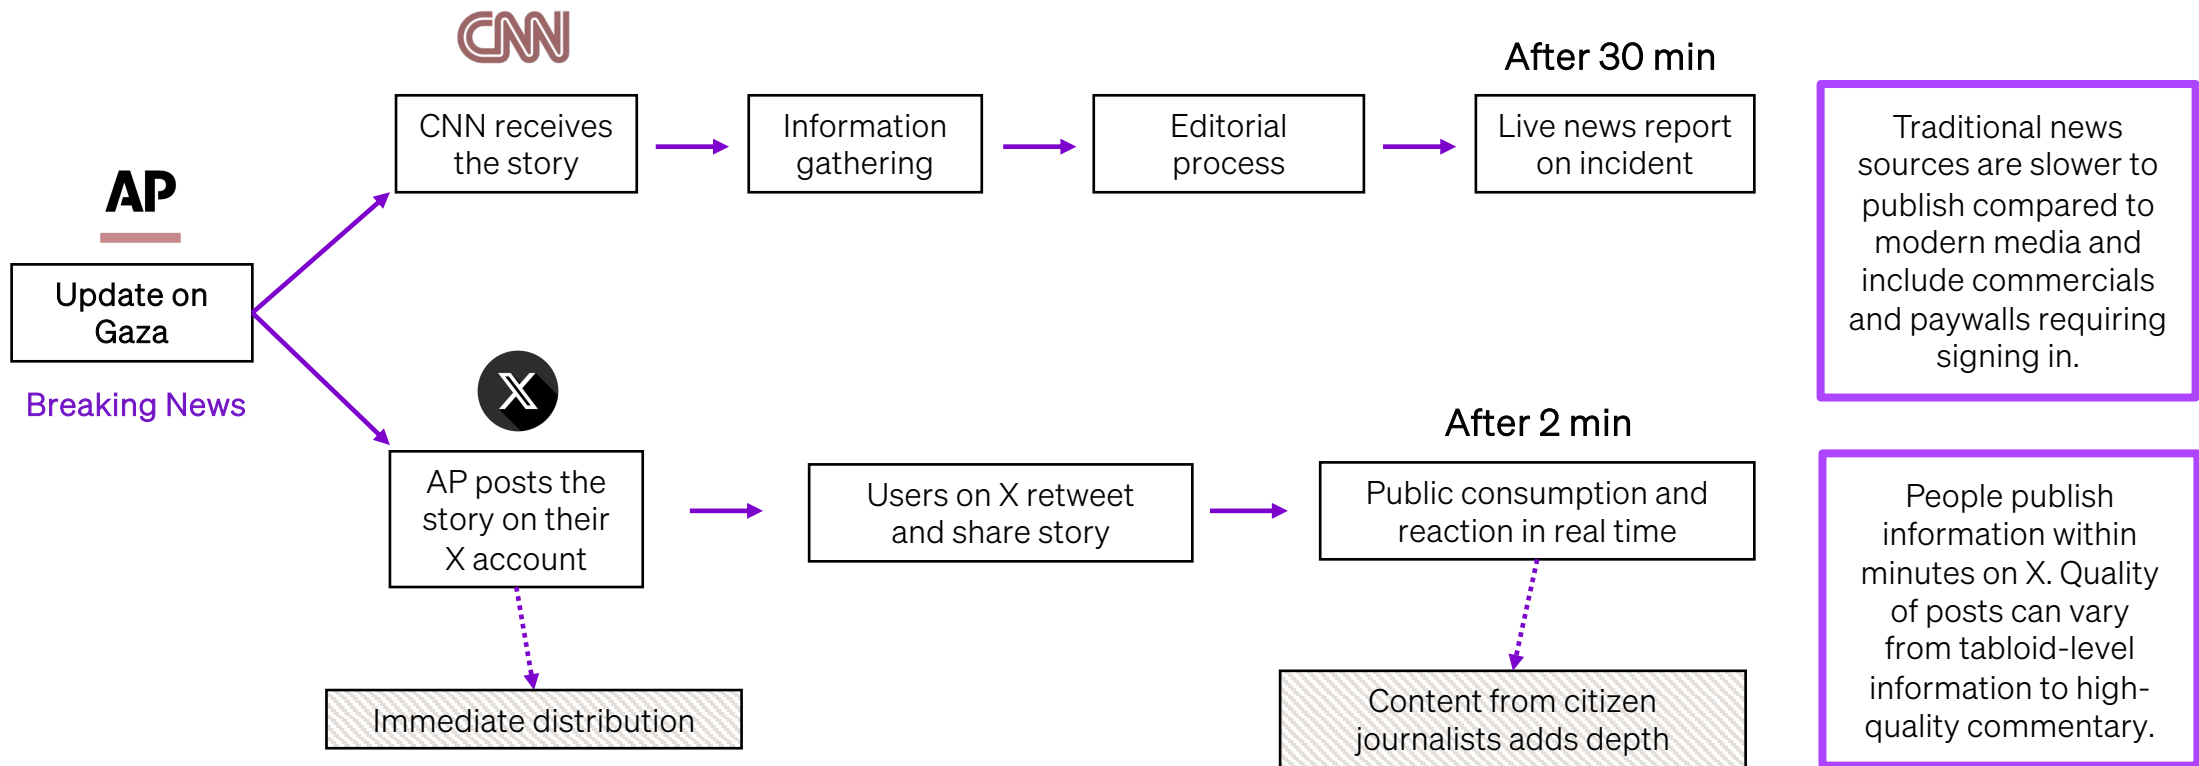 CNN
After 30 min
CNN receives
the story
Information
gathering
Editorial
process
Live news report
on incident
Traditional news
sources are slower to
publish compared to
modern media and
include commercials
and paywalls requiring
signing in.
AP
Update on
Gaza
Breaking News
X
After 2 min
AP posts the
story on their
X account
Users on X retweet
and share story
Public consumption and
reaction in real time
People publish
information within
minutes on X. Quality
of posts can vary
from tabloid-level
information to high-
quality commentary.
Immediate distribution
Content from citizen
journalists adds depth